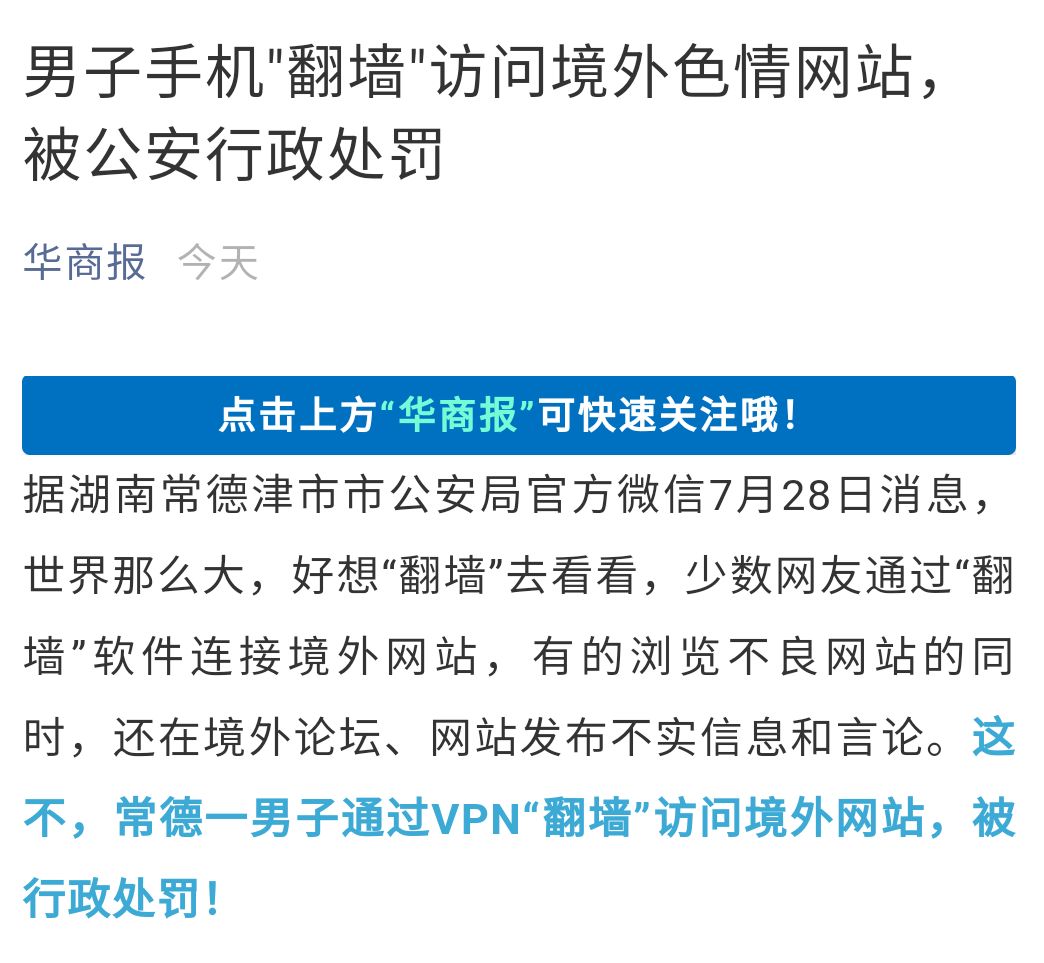 男子手机"翻墙"访问境外色情网站，
被公安行政处罚
华商报 今天
点击上方“华商报”可快速关注哦！
据湖南常德津市市公安局官方微信7月28日消息，
世界那么大，好想“翻墙”去看看，少数网友通过“翻
墙”软件连接境外网站，有的浏览不良网站的同
时，还在境外论坛、网站发布不实信息和言论。这
不，常德一男子通过VPN“翻墙”访问境外网站，被
行政处罚！